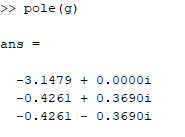 >> pole(g)
ans =
-3.1479 + 0.0000i
-0.4261 + 0.3690i
-0.4261 - 0.3690i